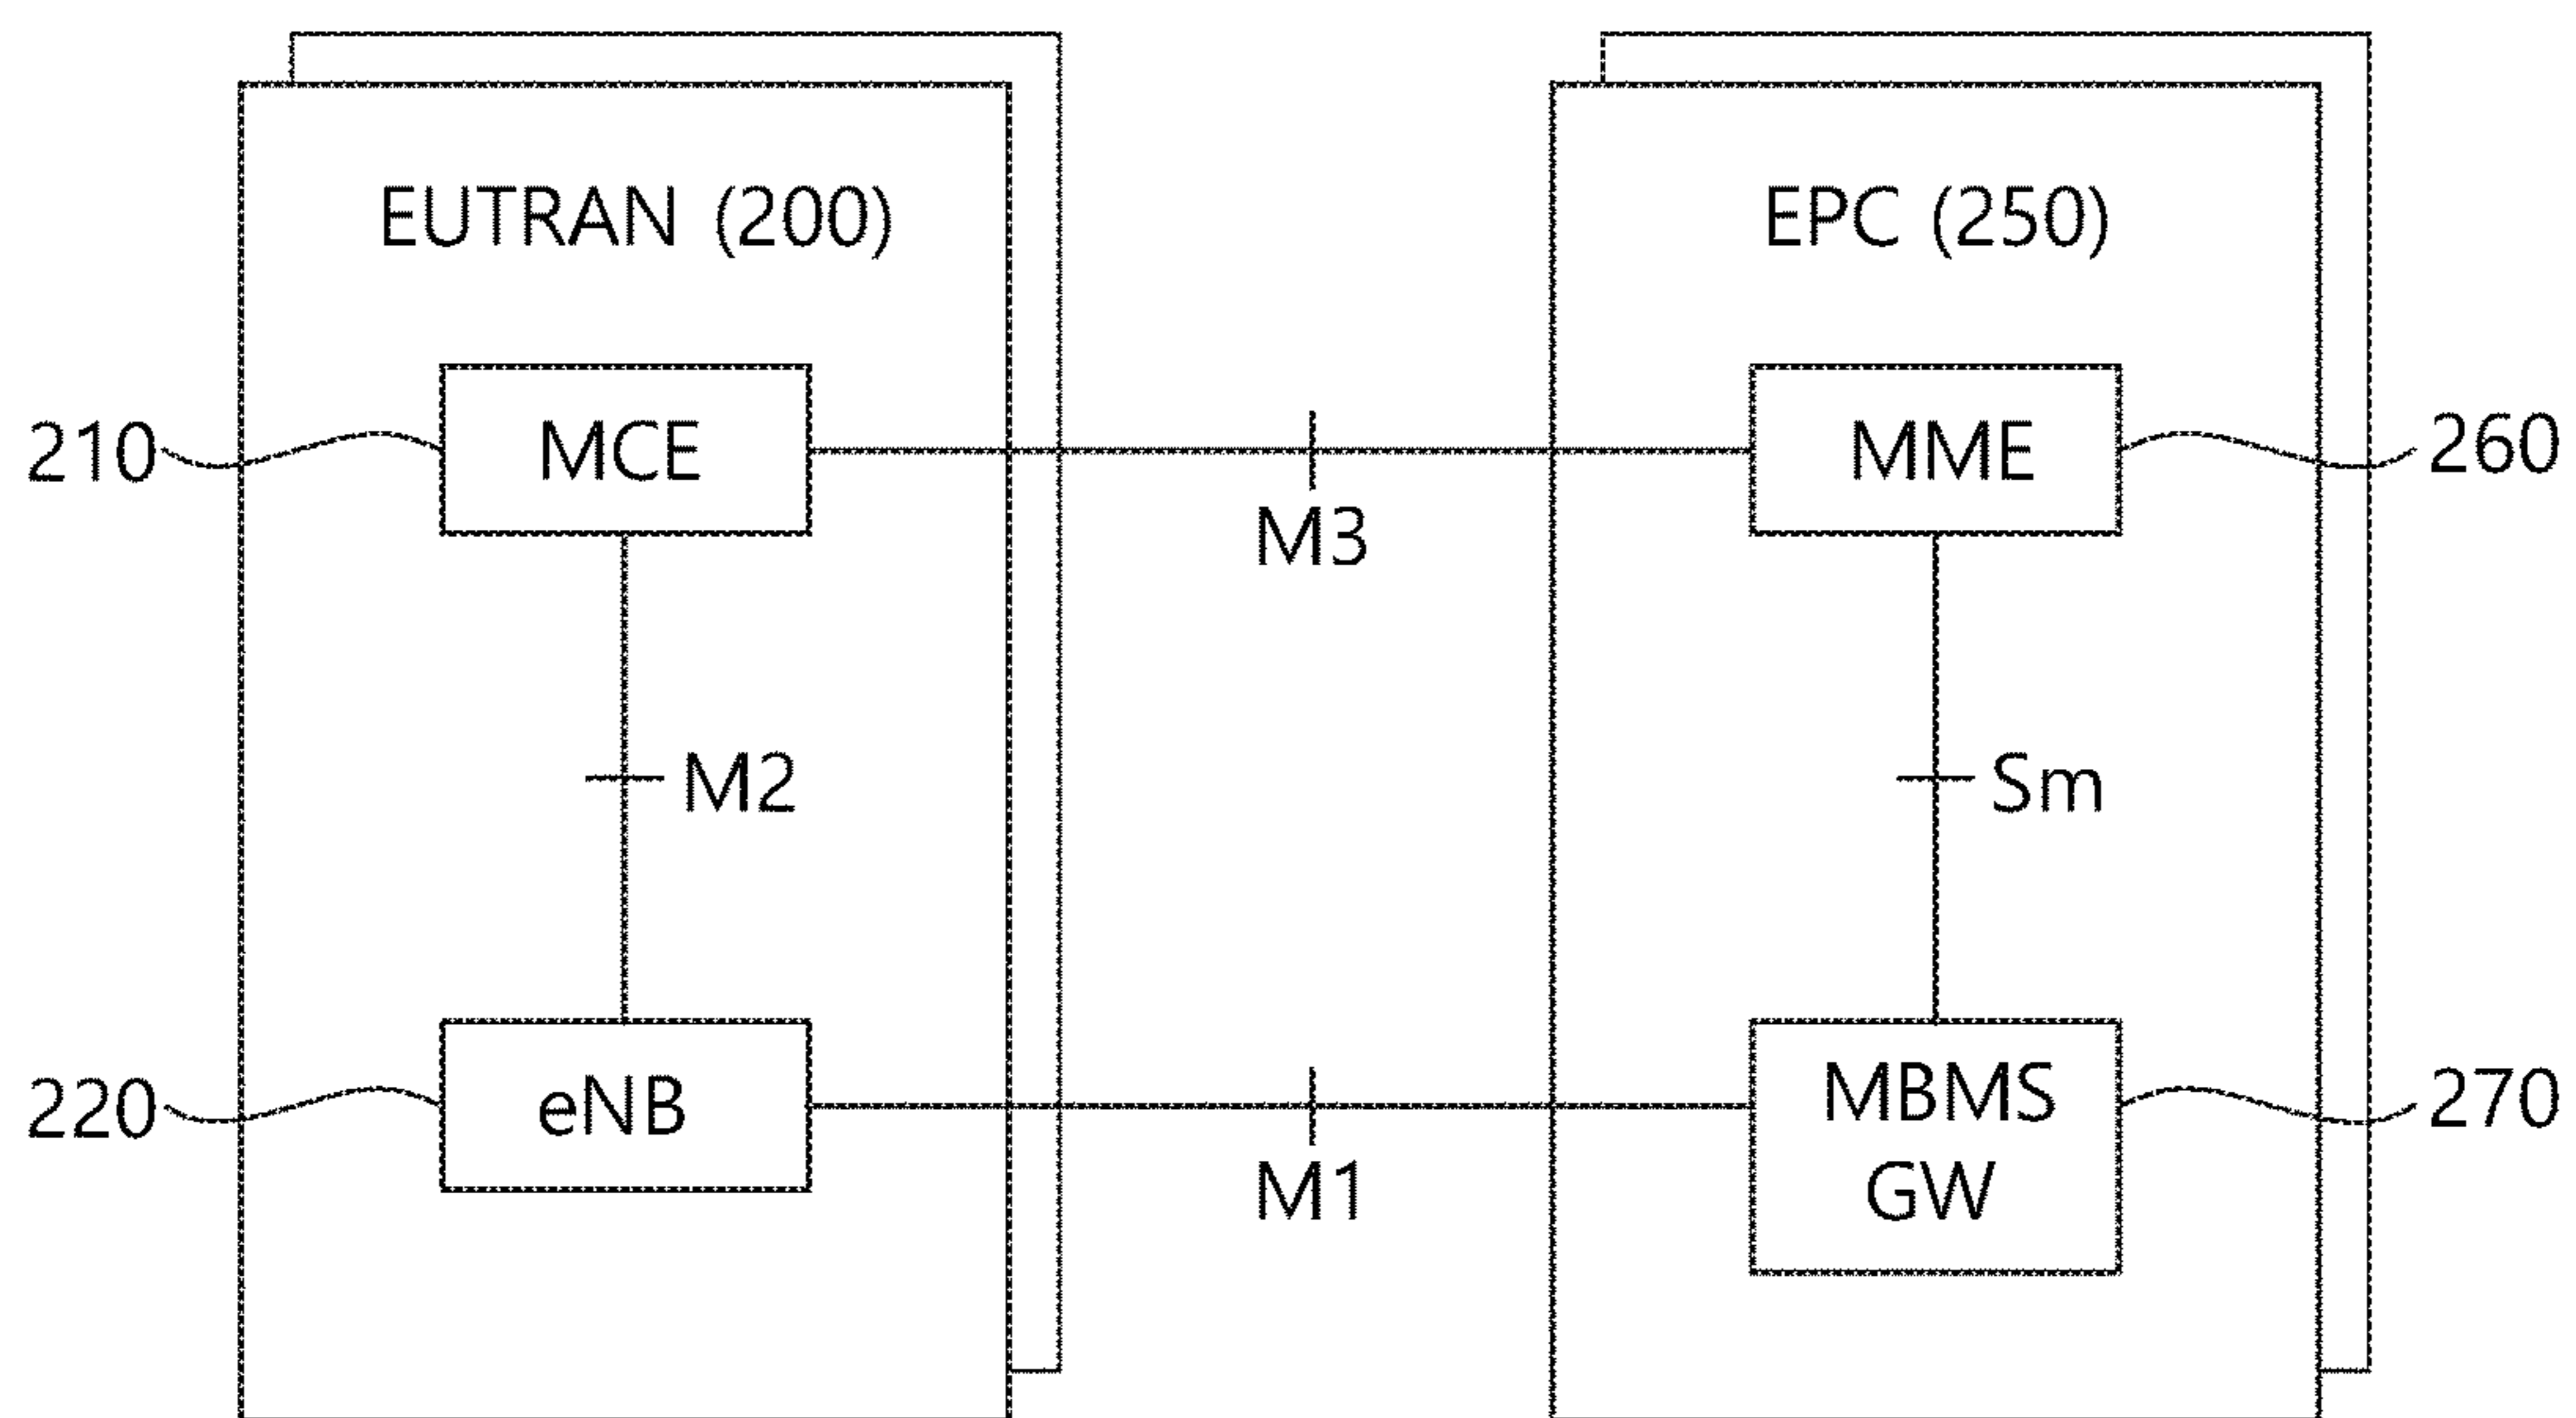 EUTRAN (200)
EPC (250)
210
MCE
M3
MME
260
M2
Sm
220
eNB
M1
MBMS
GW
270